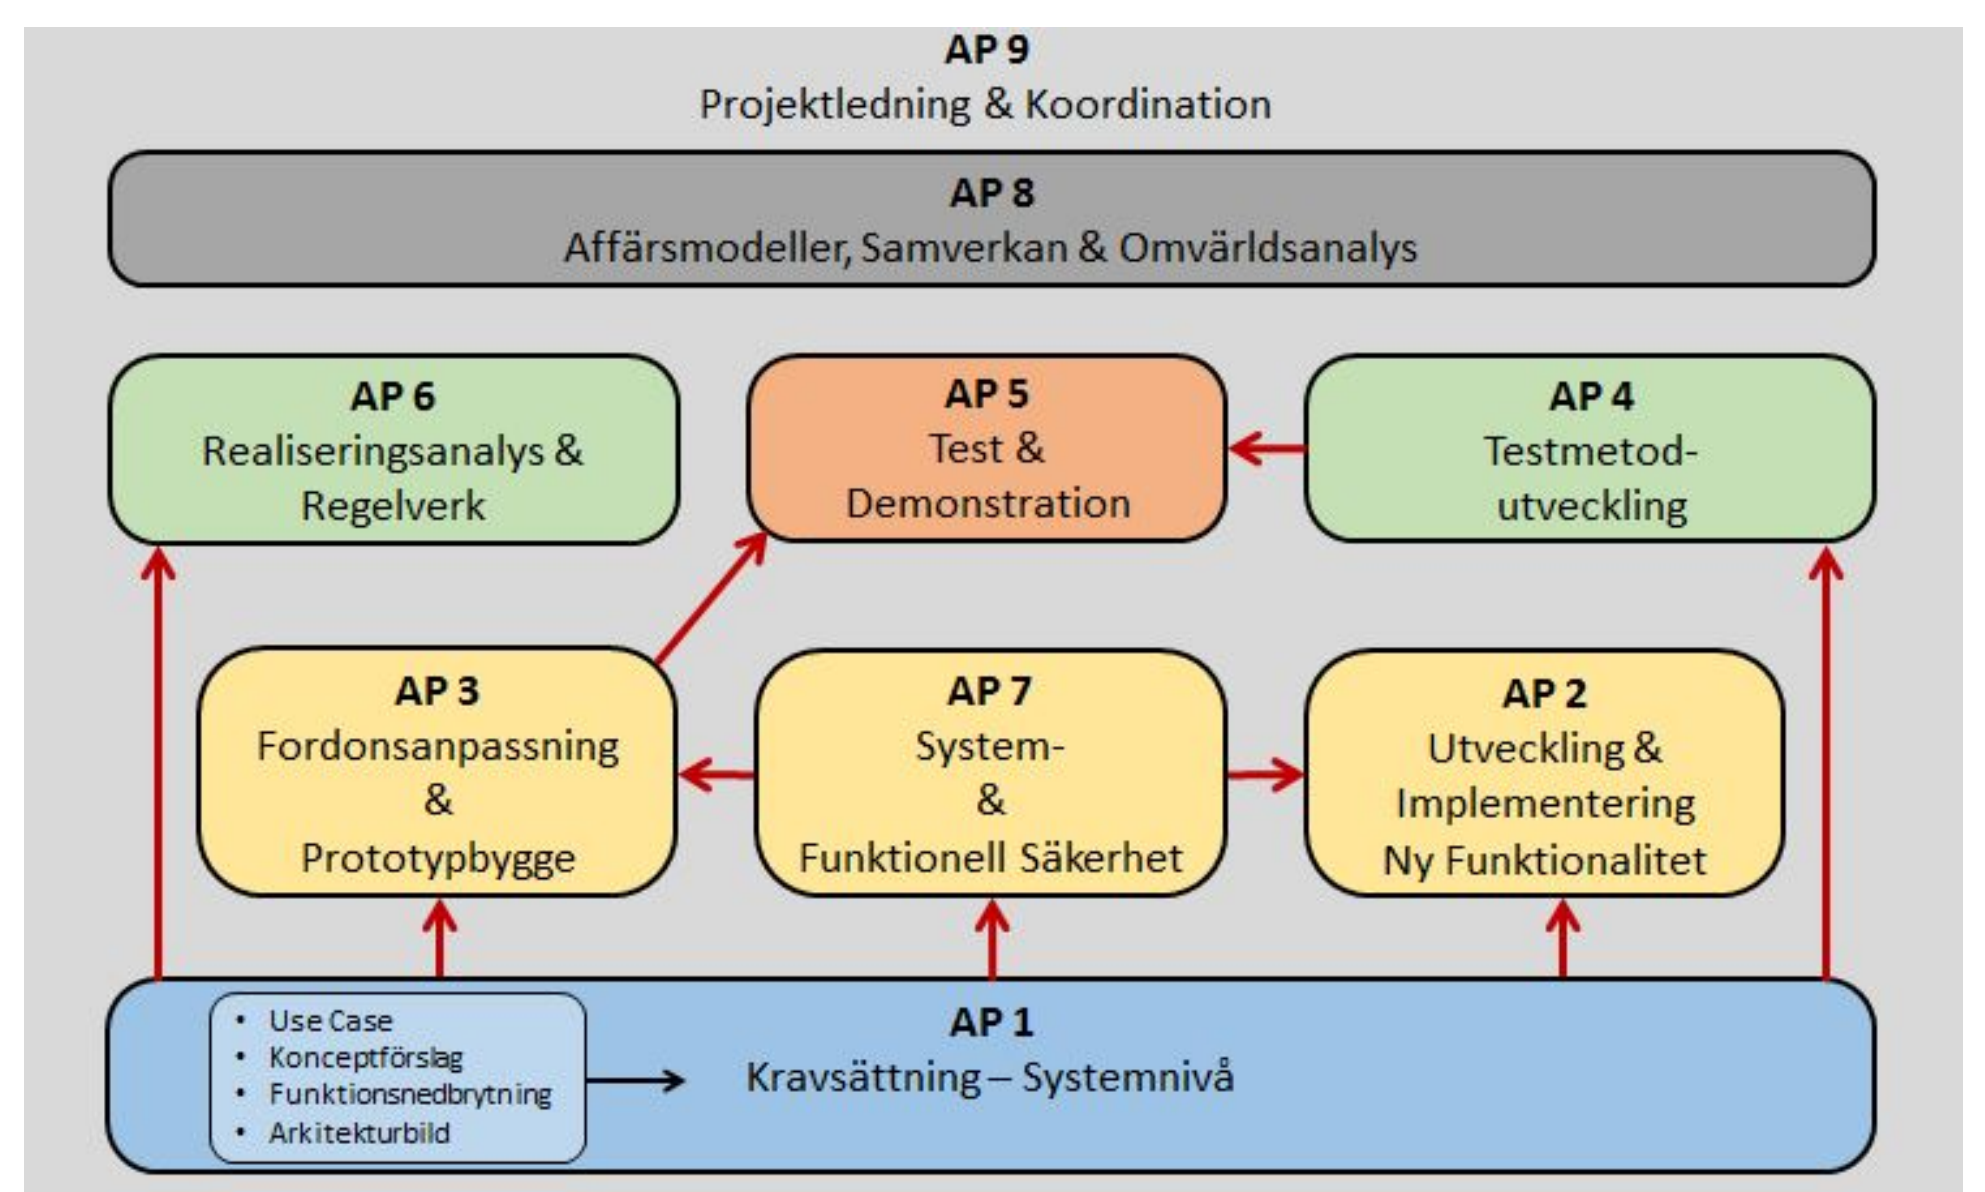 AP 9
Projektledning & Koordination
AP 8
Affärsmodeller, Samverkan & Omvärldsanalys
AP 6
Realiseringsanalys &
Regelverk
AP 5
Test &
Demonstration
AP 4
Testmetod-
utveckling
AP 3
Fordonsanpassning
&
Prototypbygge
AP 7
System-
&
Funktionell Säkerhet
AP 2
Utveckling &
Implementering
Ny Funktionalitet
• Use Case
• Konceptförslag
• Funktionsnedbrytning
• Arkitekturbild
AP 1
Kravsättning – Systemnivå